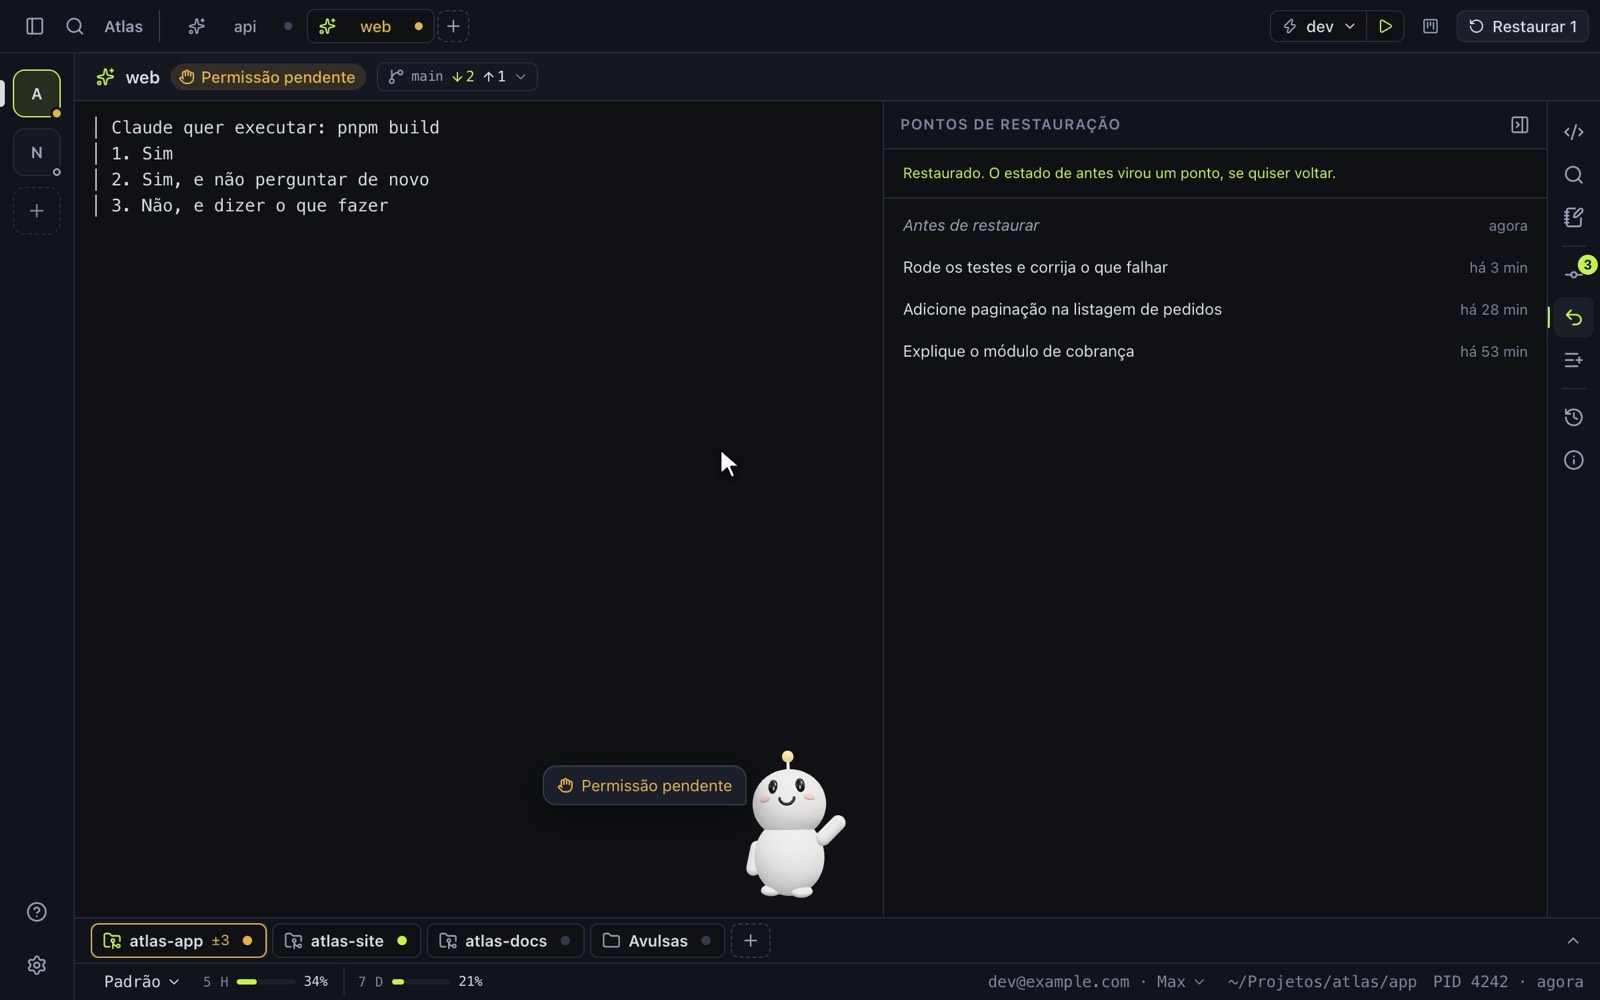 Atlas
api
web
dev
Restaurar 1
A
N
web
Permissão pendente
main ↓2 ↑1
Claude quer executar: pnpm build
1. Sim
2. Sim, e não perguntar de novo
3. Não, e dizer o que fazer
PONTOS DE RESTAURAÇÃO
Restaurado. O estado de antes virou um ponto, se quiser voltar.
Antes de restaurar agora
Rode os testes e corrija o que falhar há 3 min
Adicione paginação na listagem de pedidos há 28 min
Explique o módulo de cobrança há 53 min
3
Permissão pendente
atlas-app ±3
atlas-site
atlas-docs
Avulsas
Padrão 5 H 34% 7 D 21%
dev@example.com · Max ~/Projetos/atlas/app PID 4242 · agora